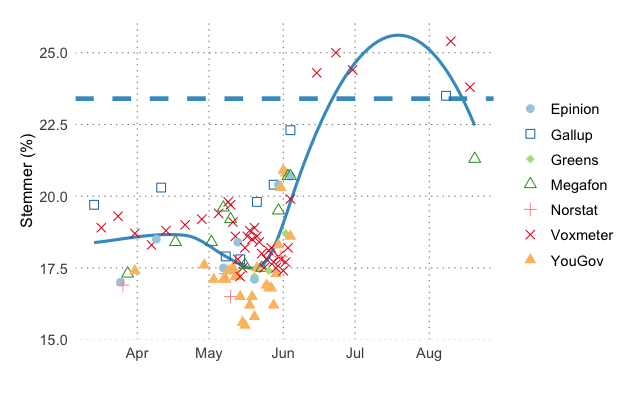 25.0
22.5
20.0
17.5
15.0
Stemmer (%)
Apr May Jun Jul Aug
Epinion
Gallup
Greens
Megafon
Norstat
Voxmeter
YouGov